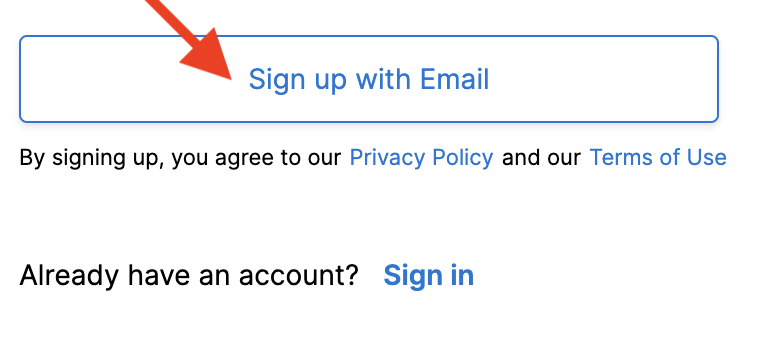 Sign up with Email
By signing up, you agree to our Privacy Policy and our Terms of Use
Already have an account? Sign in